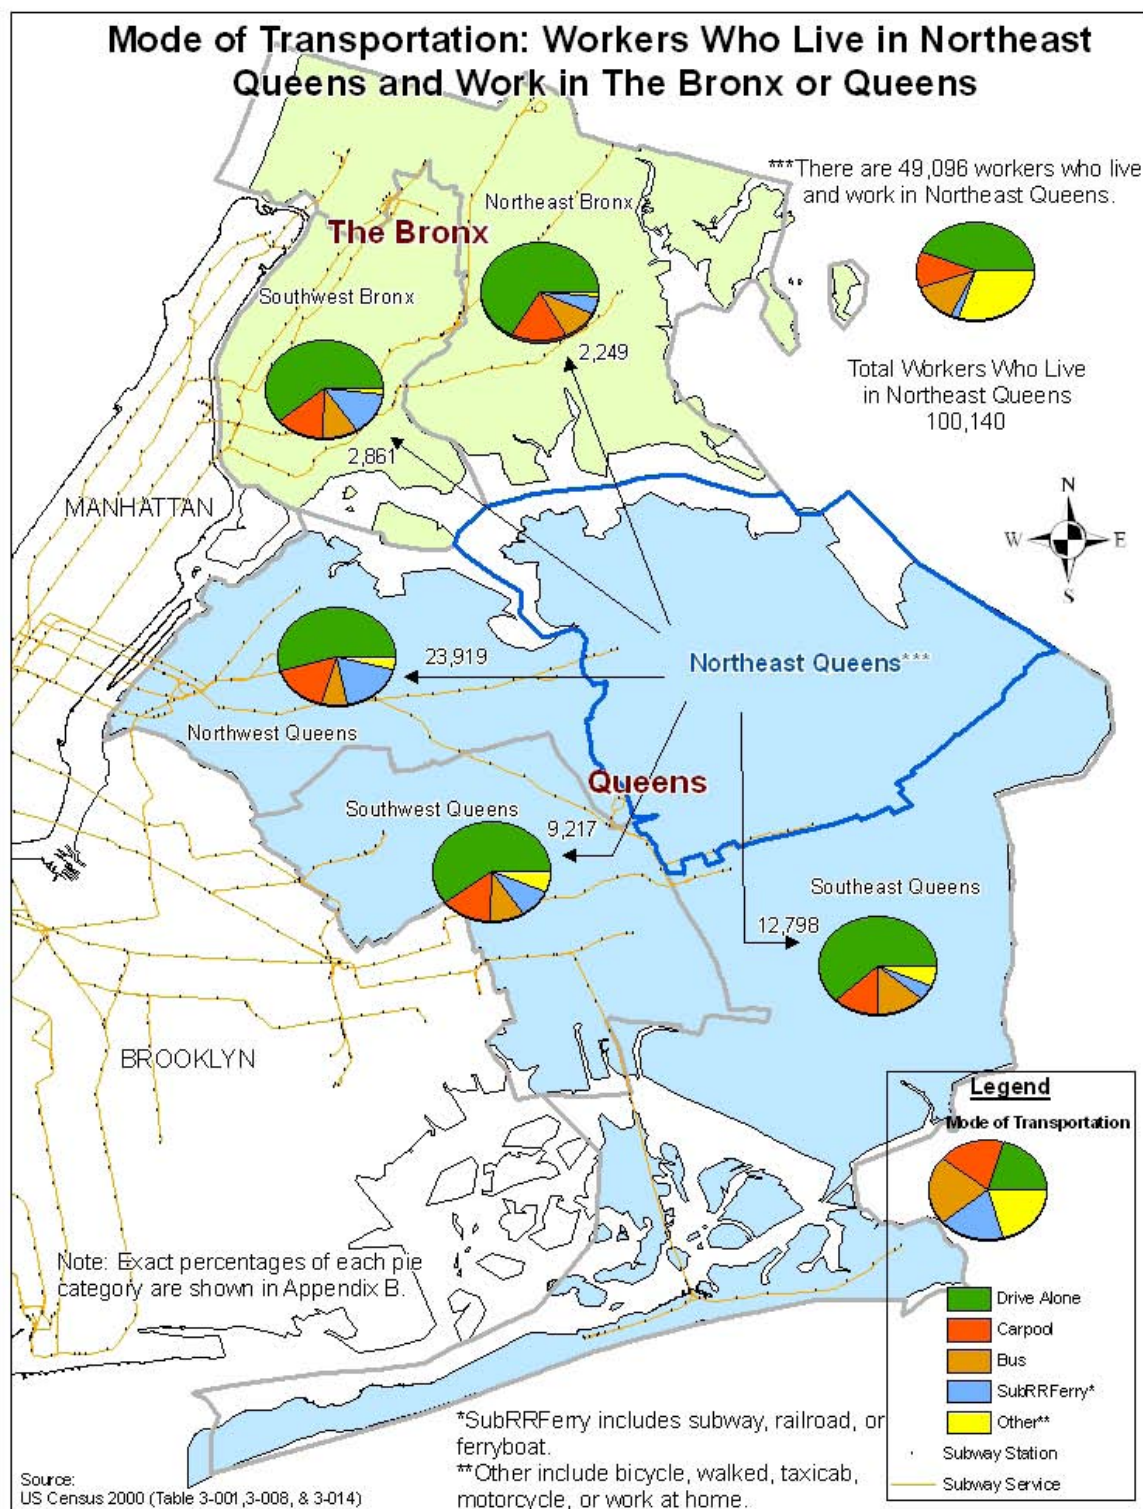 Mode of Transportation: Workers Who Live in Northeast
Queens and Work in The Bronx or Queens
***There are 49,096 workers who live
and work in Northeast Queens.
Northeast Bronx
The Bronx
Southwest Bronx
2,249
Total Workers Who Live
in Northeast Queens
100,140
2,861
MANHATTAN
N
W
E
S
23,919
Northeast Queens***
Northwest Queens
Queens
Southwest Queens
9,217
Southeast Queens
12,798
BROOKLYN
Legend
Mode of Transportation
Note: Exact percentages of each pie
category are shown in Appendix B.
Drive Alone
Carpool
Bus
SubRRFerry*
Other**
Subway Station
Subway Service
*SubRRFerry includes subway, railroad, or
ferryboat.
**Other include bicycle, walked, taxicab,
motorcycle, or work at home.
Source:
US Census 2000 (Table 3-001,3-008, & 3-014)